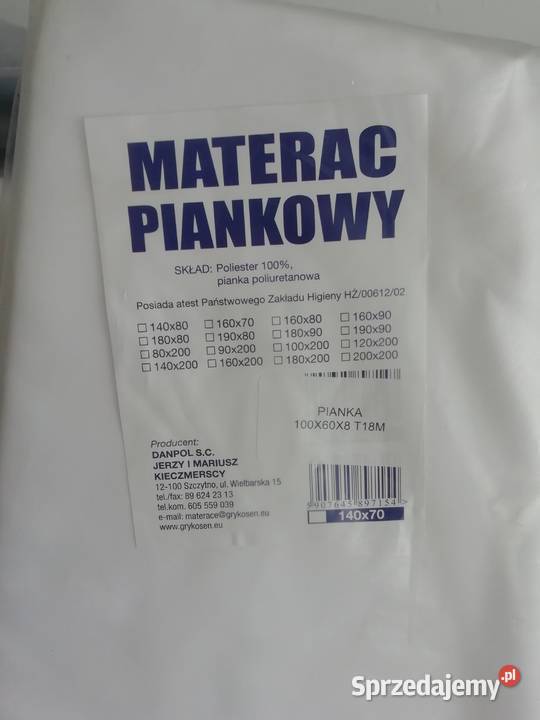 MATERAC
PIANKOWY
SKŁAD: Poliester 100%,
pianka poliuretanowa
Posiada atest Państwowego Zakładu Higieny HŻ/00612/02
140x80 160x70 160x80 160x90
180x80 190x80 180x90 190x90
80x200 90x200 100x200 120x200
140x200 160x200 180x200 200x200
PIANKA
100X60X8 T18M
Producent:
DANPOL S.C.
JERZY I MARIUSZ
KIECZMERSCY
12-100 Szczytno, ul. Wielbarska 15
tel./fax: 89 624 23 13
tel.kom. 605 559 039
e-mail: materace@grykosen.eu
www.grykosen.eu
5907645897154>
140x70
Sprzedajemy.pl